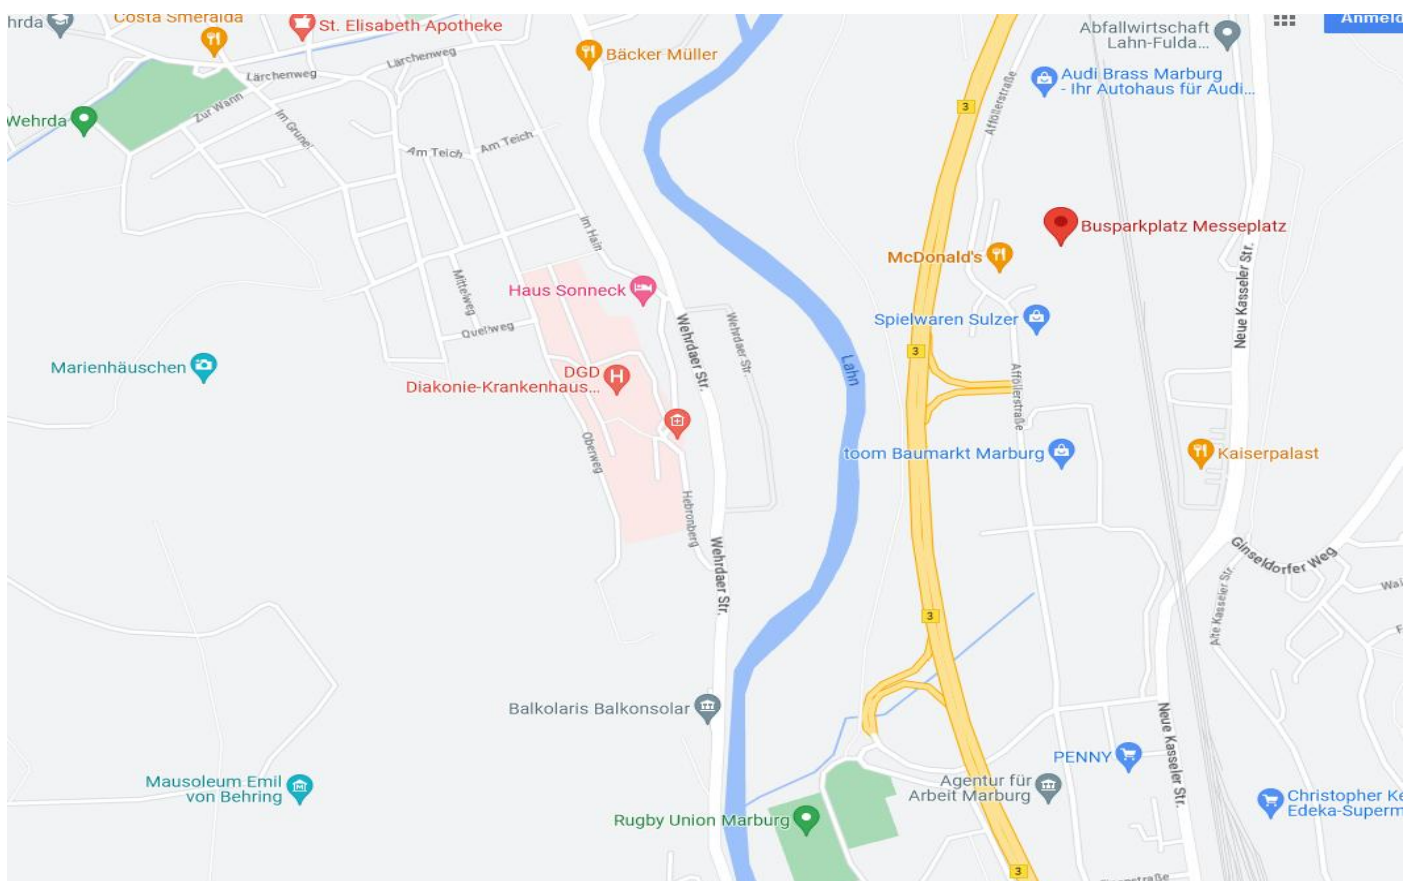 hrda
Costa Smeralda
St. Elisabeth Apotheke
Anmeld
Abfallwirtschaft
Lahn-Fulda...
Bäcker Müller
Lärchenweg
Lärchenweg
Audi Brass Marburg
- Ihr Autohaus für Audi...
Afföllerstraße
3
Zur Wann
Wehrda
Im Grunel
Am Teich
Am Teich
Im Hain
Busparkplatz Messeplatz
McDonald's
Neue Kasseler Str.
Haus Sonneck
Mittelweg
Quellweg
Wehrdaer Str.
Wehrdaer Str.
Spielwaren Sulzer
3
Lahn
Marienhäuschen
DGD
Diakonie-Krankenhaus...
H
Afföllerstraße
Oberweg
toom Baumarkt Marburg
Kaiserpalast
Hebronberg
Wehrdaer Str.
Ginseldorfer Weg
Alte Kasseler Str.
Wai
F
3
Balkolaris Balkonsolar
Neue Kasseler Str.
PENNY
Mausoleum Emil
von Behring
Agentur für
Arbeit Marburg
Christopher Ke
Edeka-Superm
Rugby Union Marburg
3